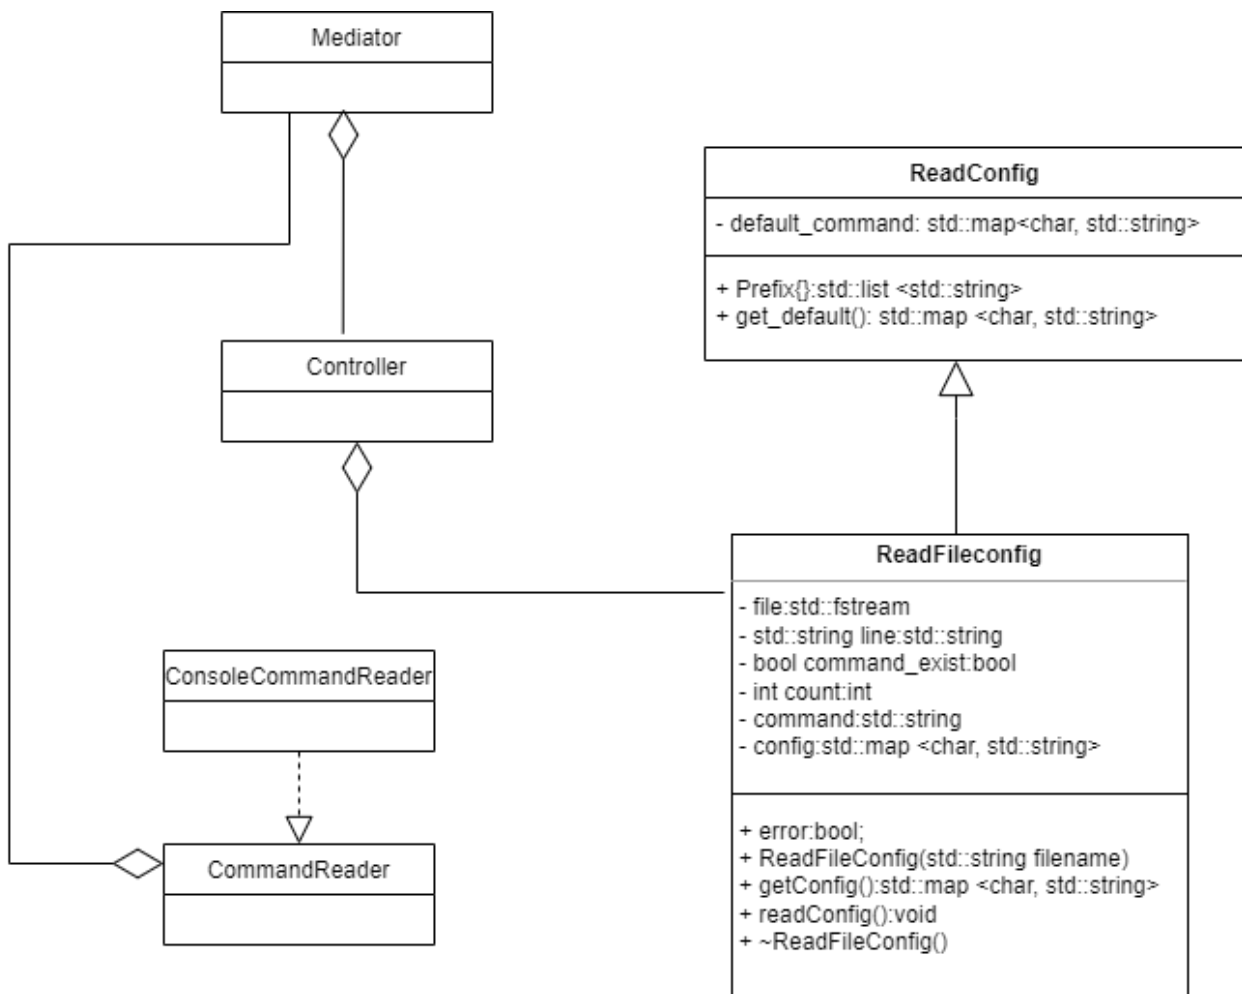 Mediator
ReadConfig
- default_command: std::map<char, std::string>
+ Prefix{}:std::list <std::string>
+ get_default(): std::map <char, std::string>
Controller
ReadFileconfig
- file:std::fstream
- std::string line:std::string
- bool command_exist:bool
- int count:int
- command:std::string
- config:std::map <char, std::string>
+ error:bool;
+ ReadFileConfig(std::string filename)
+ getConfig():std::map <char, std::string>
+ readConfig():void
+ ~ReadFileConfig()
ConsoleCommandReader
CommandReader